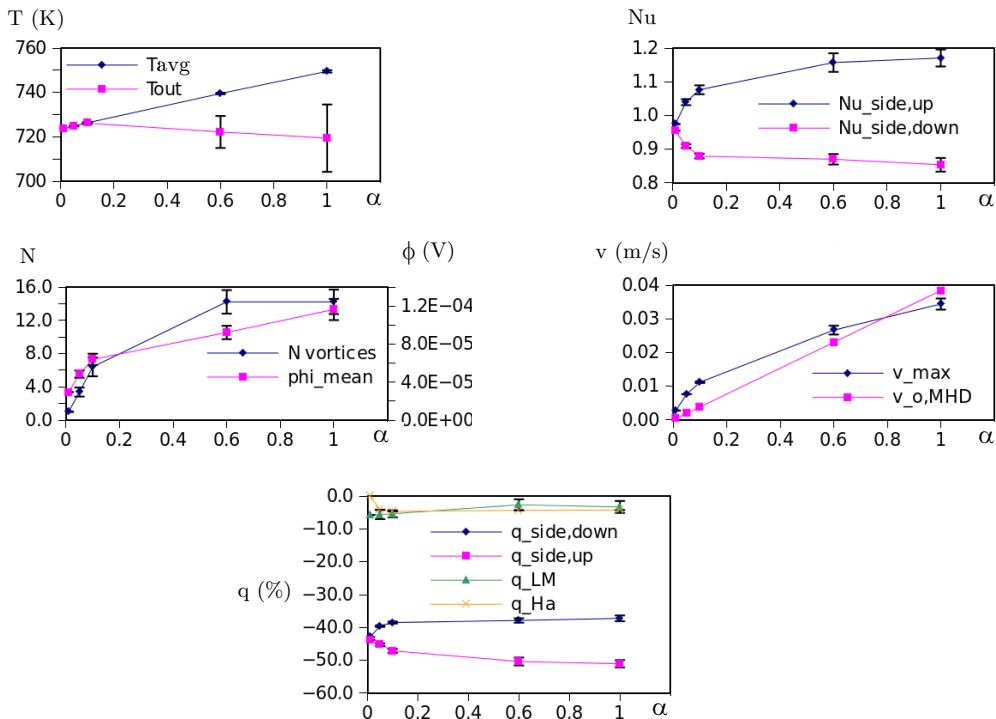 T (K)
760
740
720
700
Tavg
Tout
0 0.2 0.4 0.6 0.8 1 α
Nu
1.2
1.1
1.0
0.9
0.8
Nu_side,up
Nu_side,down
0 0.2 0.4 0.6 0.8 1 α
N
ϕ (V)
16.0
12.0
8.0
4.0
0.0
1.2E−04
8.0E−05
4.0E−05
0.0E+00
N vortices
phi_mean
0 0.2 0.4 0.6 0.8 1 α
v (m/s)
0.04
0.03
0.02
0.01
0.00
v_max
v_o,MHD
0 0.2 0.4 0.6 0.8 1 α
q (%)
0.0
−10.0
−20.0
−30.0
−40.0
−50.0
−60.0
q_side,down
q_side,up
q_LM
q_Ha
0 0.2 0.4 0.6 0.8 1 α